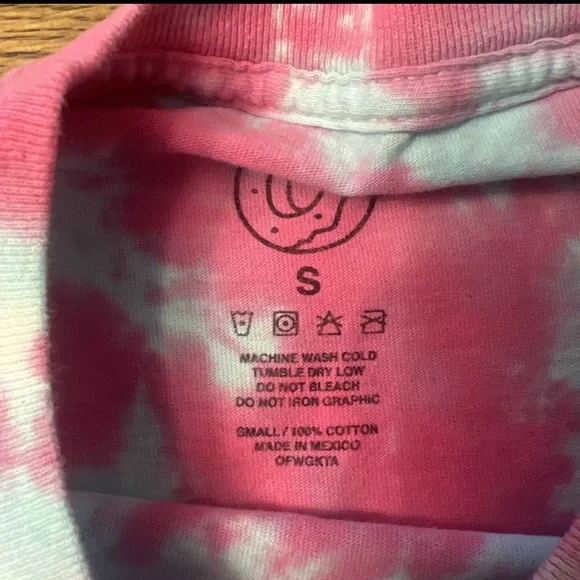 S
MACHINE WASH COLD
TUMBLE DRY LOW
DO NOT BLEACH
DO NOT IRON GRAPHIC
SMALL / 100% COTTON
MADE IN MEXICO
OFWGKTA